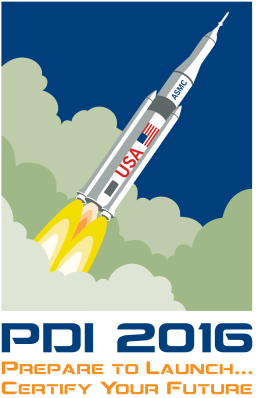 ASMC
USA
PDI 2016
PREPARE TO LAUNCH...
CERTIFY YOUR FUTURE